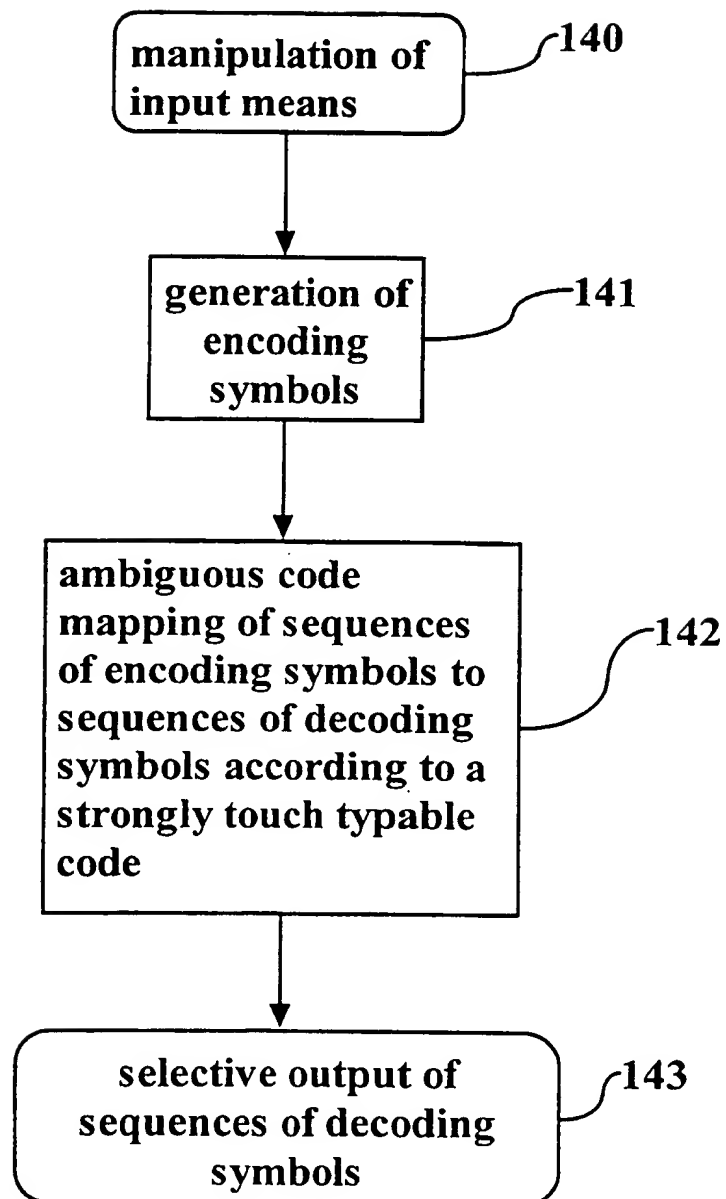 manipulation of
input means
140
generation of
encoding
symbols
141
ambiguous code
mapping of sequences
of encoding symbols to
sequences of decoding
symbols according to a
strongly touch typable
code
142
selective output of
sequences of decoding
symbols
143